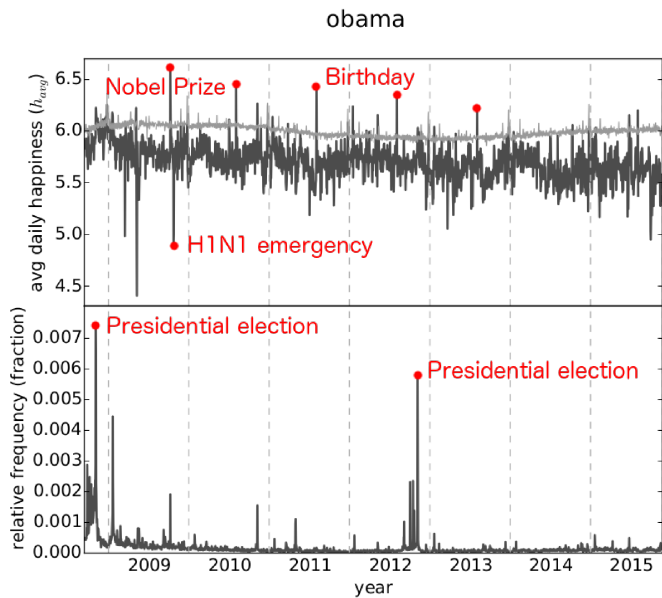 obama
avg daily happiness (h_avg)
6.5
6.0
5.5
5.0
4.5
Nobel Prize
Birthday
H1N1 emergency
relative frequency (fraction)
0.007
0.006
0.005
0.004
0.003
0.002
0.001
0.000
Presidential election
Presidential election
2009 2010 2011 2012 2013 2014 2015
year